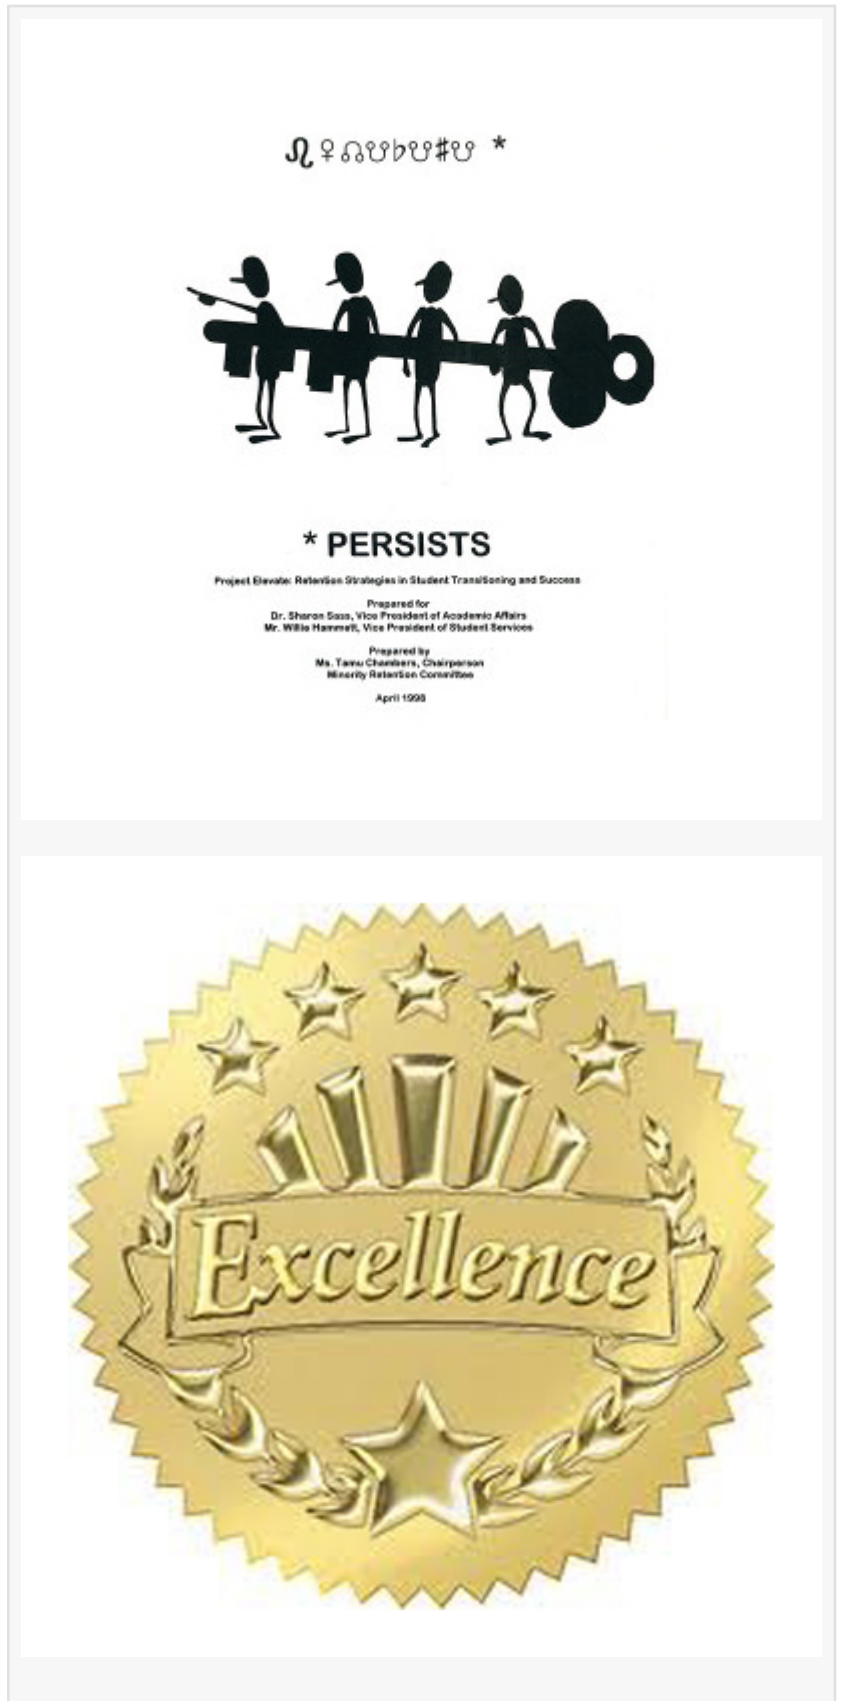 ♌♀☊☋♭☋♯☋ *
* PERSISTS
Project Elevate: Retention Strategies in Student Transitioning and Success
Prepared for
Dr. Sharon Sass, Vice President of Academic Affairs
Mr. Willie Hammett, Vice President of Student Services
Prepared by
Ms. Tamu Chambers, Chairperson
Minority Retention Committee
April 1998
Excellence